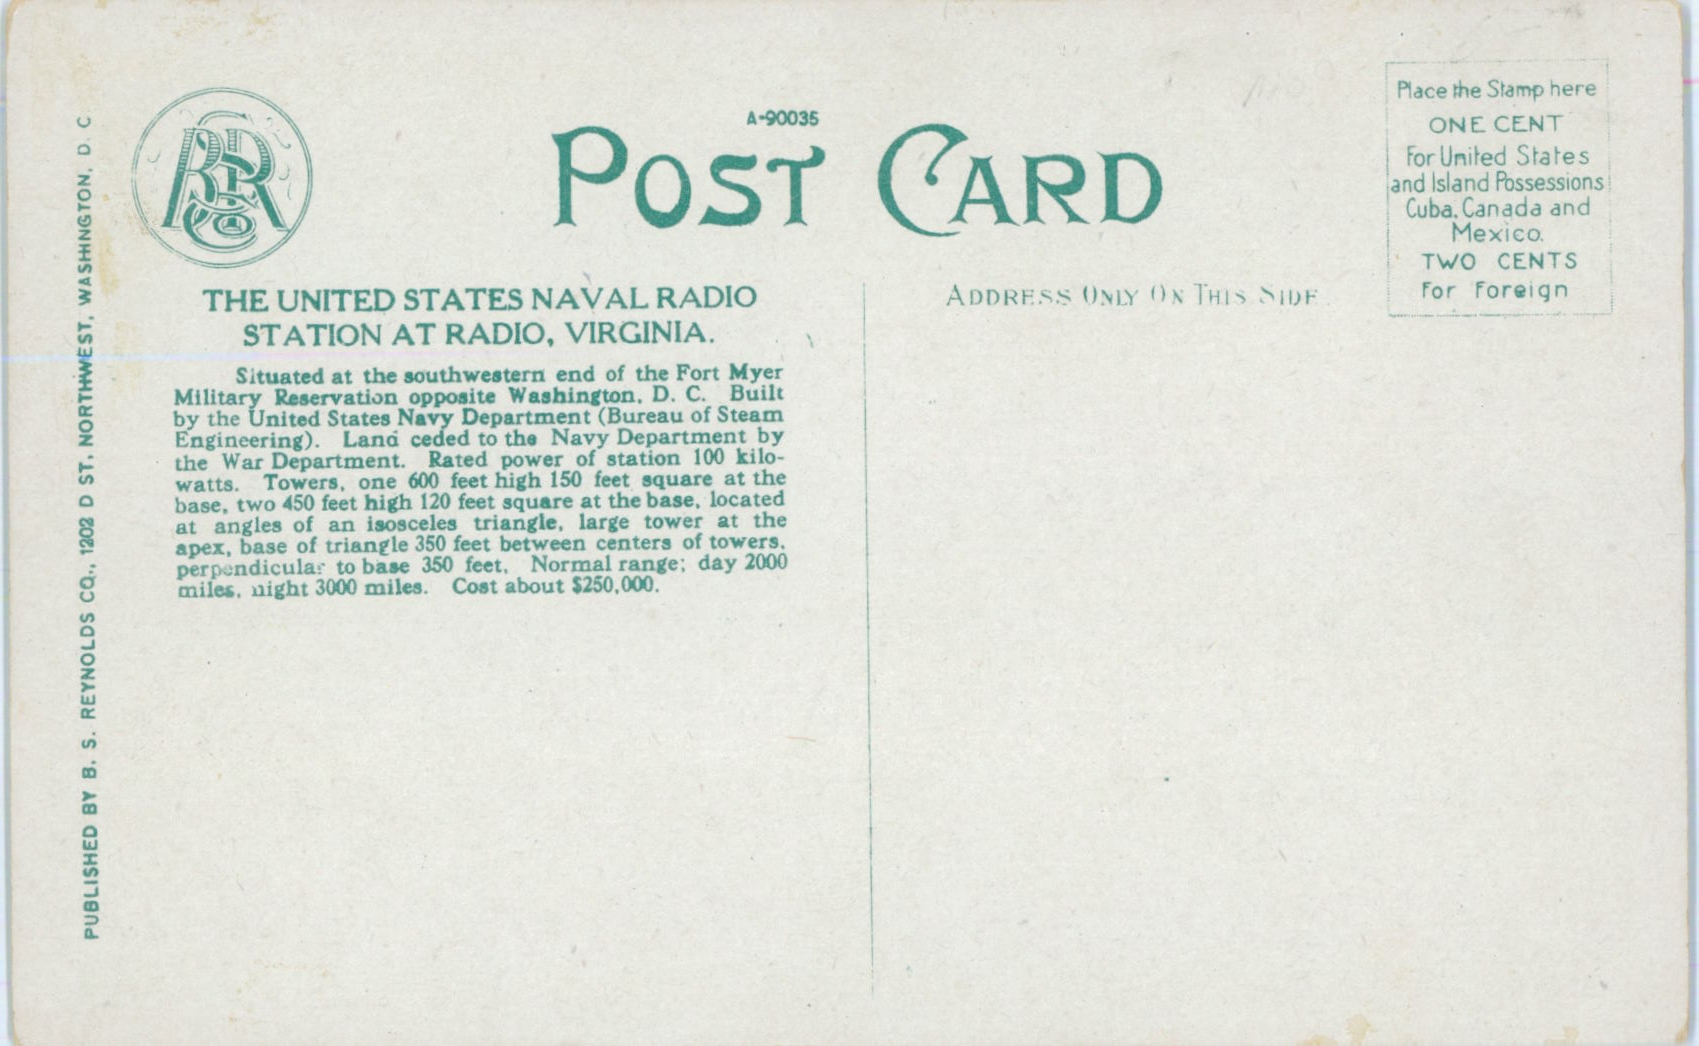 A-90035
POST CARD
Place the Stamp here
ONE CENT
For United States
and Island Possessions
Cuba, Canada and
Mexico.
TWO CENTS
For Foreign
THE UNITED STATES NAVAL RADIO
STATION AT RADIO, VIRGINIA.
Situated at the southwestern end of the Fort Myer
Military Reservation opposite Washington, D. C. Built
by the United States Navy Department (Bureau of Steam
Engineering). Land ceded to the Navy Department by
the War Department. Rated power of station 100 kilo-
watts. Towers, one 600 feet high 150 feet square at the
base, two 450 feet high 120 feet square at the base, located
at angles of an isosceles triangle, large tower at the
apex, base of triangle 350 feet between centers of towers,
perpendicular to base 350 feet. Normal range; day 2000
miles, night 3000 miles. Cost about $250,000.
ADDRESS ONLY ON THIS SIDE.
PUBLISHED BY B. S. REYNOLDS CO., 1202 D ST. NORTHWEST, WASHNGTON, D. C